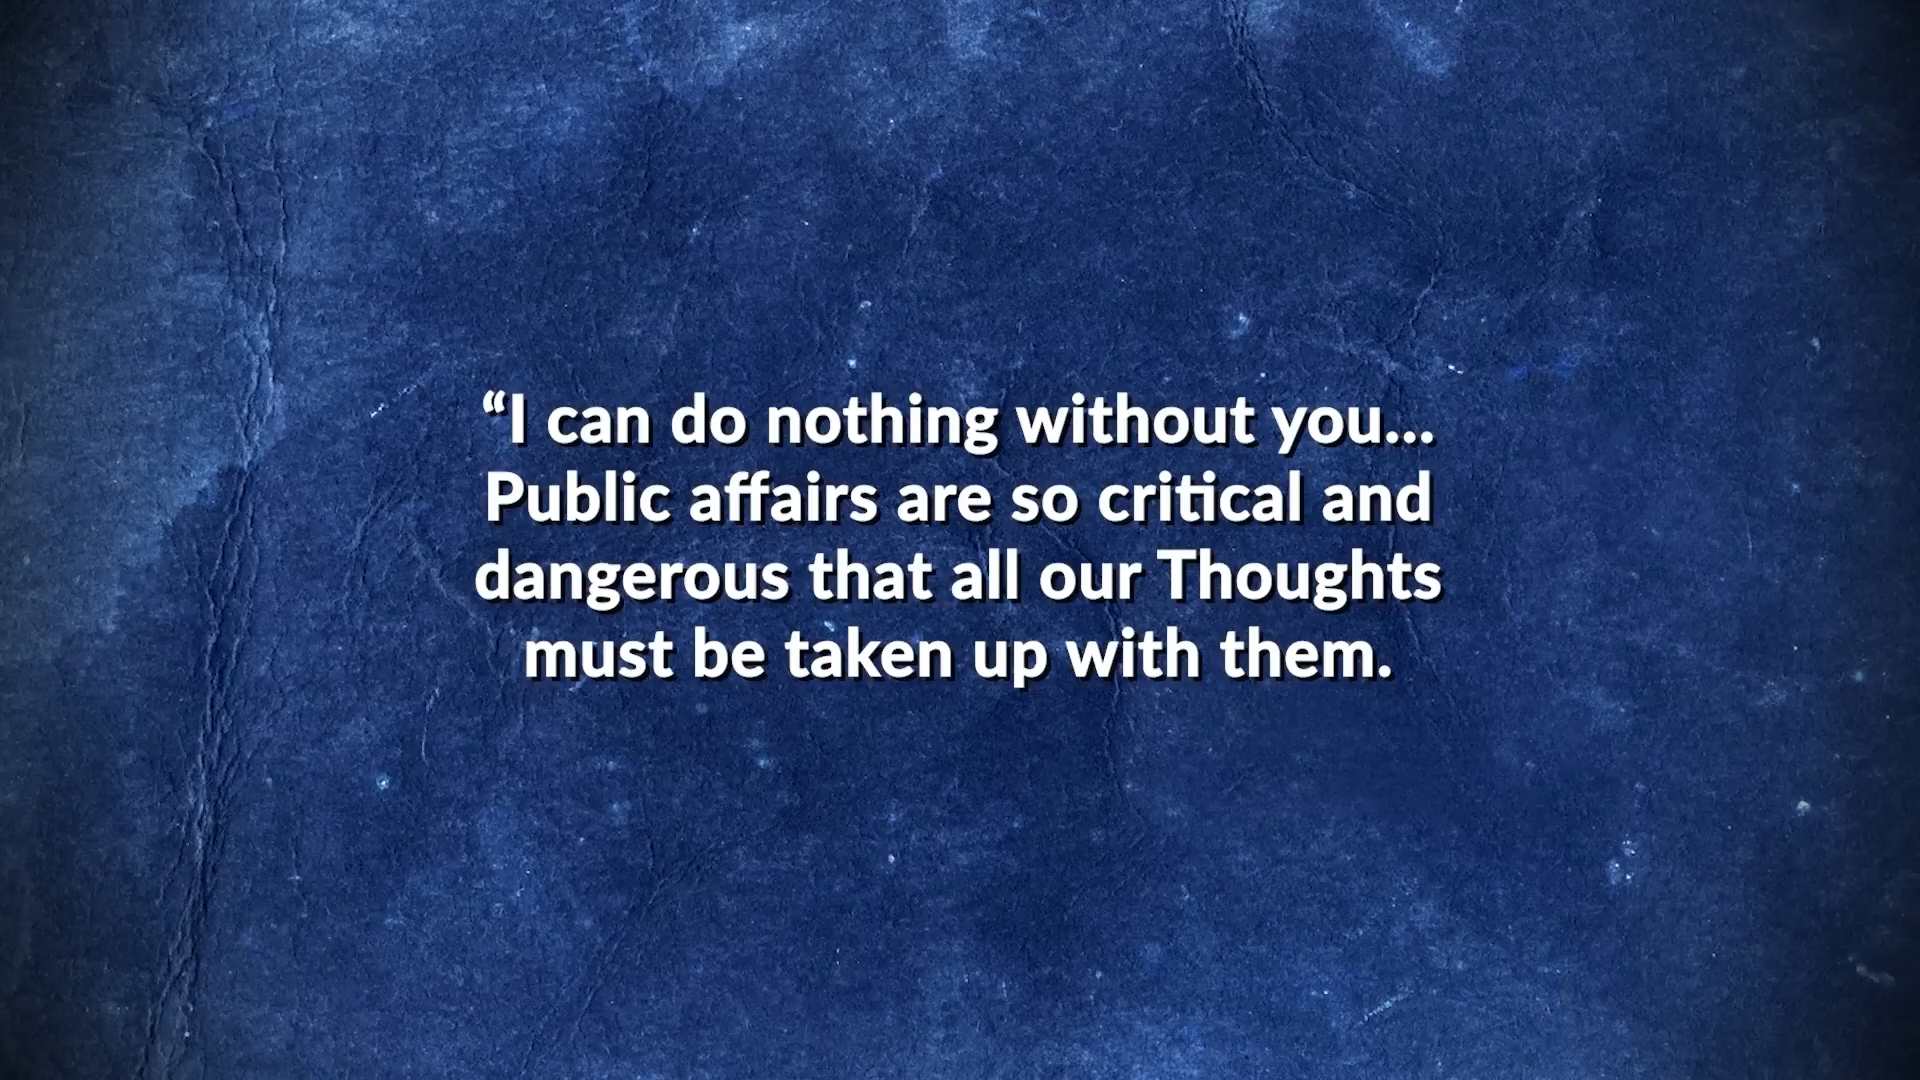 “I can do nothing without you...
Public affairs are so critical and
dangerous that all our Thoughts
must be taken up with them.